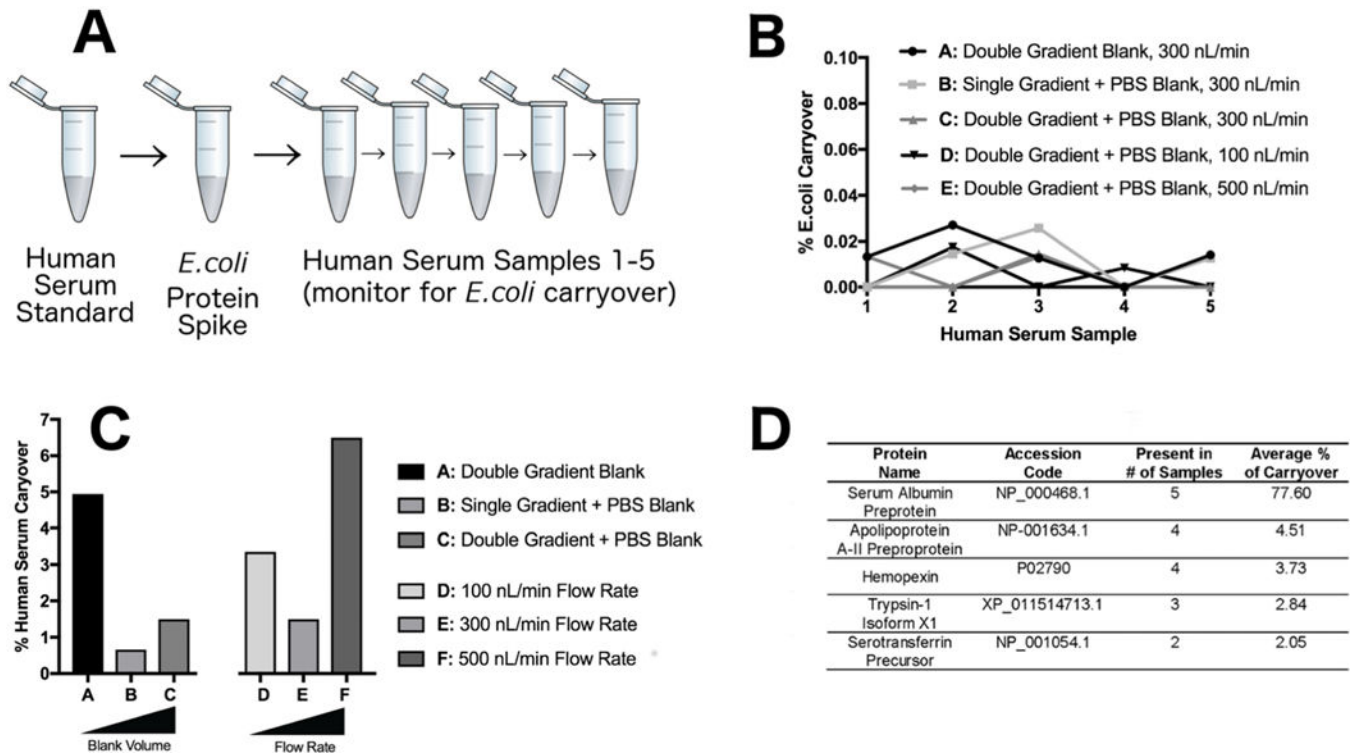 A
Human
Serum
Standard
E.coli
Protein
Spike
Human Serum Samples 1-5
(monitor for E.coli carryover)
B
% E.coli Carryover
0.10
0.08
0.06
0.04
0.02
0.00
1 2 3 4 5
Human Serum Sample
A: Double Gradient Blank, 300 nL/min
B: Single Gradient + PBS Blank, 300 nL/min
C: Double Gradient + PBS Blank, 300 nL/min
D: Double Gradient + PBS Blank, 100 nL/min
E: Double Gradient + PBS Blank, 500 nL/min
C
% Human Serum Caryover
7
6
5
4
3
2
1
0
A B C D E F
Blank Volume Flow Rate
A: Double Gradient Blank
B: Single Gradient + PBS Blank
C: Double Gradient + PBS Blank
D: 100 nL/min Flow Rate
E: 300 nL/min Flow Rate
F: 500 nL/min Flow Rate
D
Protein Accession Present in Average %
Name Code # of Samples of Carryover
Serum Albumin NP_000468.1 5 77.60
Preprotein
Apolipoprotein NP-001634.1 4 4.51
A-II Preproprotein
Hemopexin P02790 4 3.73
Trypsin-1 XP_011514713.1 3 2.84
Isoform X1
Serotransferrin NP_001054.1 2 2.05
Precursor